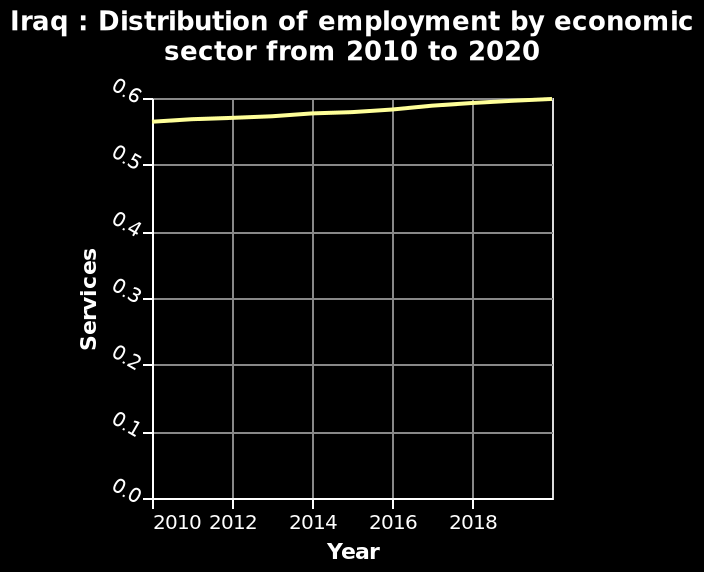 Iraq : Distribution of employment by economic
sector from 2010 to 2020
0.6
0.5
0.4
0.3
0.2
0.1
0.0
Services
2010 2012 2014 2016 2018
Year